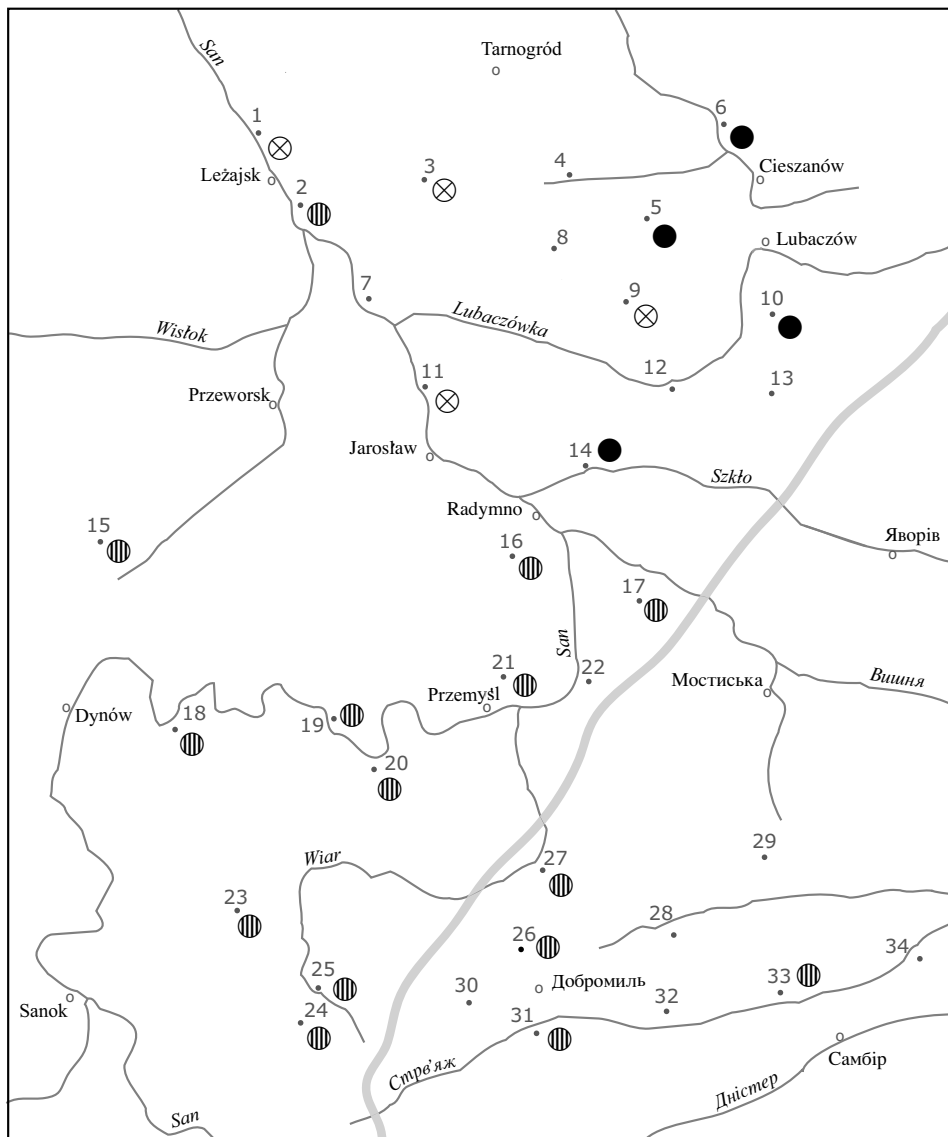 San
Tarnogród
1
6
3
4
Leżajsk
Cieszanów
2
5
8
Lubaczów
7
9
10
Lubaczówka
Wisłok
11
12
13
Przeworsk
Jarosław
14
Szkło
Radymno
15
16
Яворів
17
San
21
22
Przemyśl
Мостиська
Вишня
Dynów
18
19
20
Wiar
27
29
23
28
26
34
25
Добромиль
33
Sanok
30
32
24
31
Самбір
Стрв'яж
Дністер
San